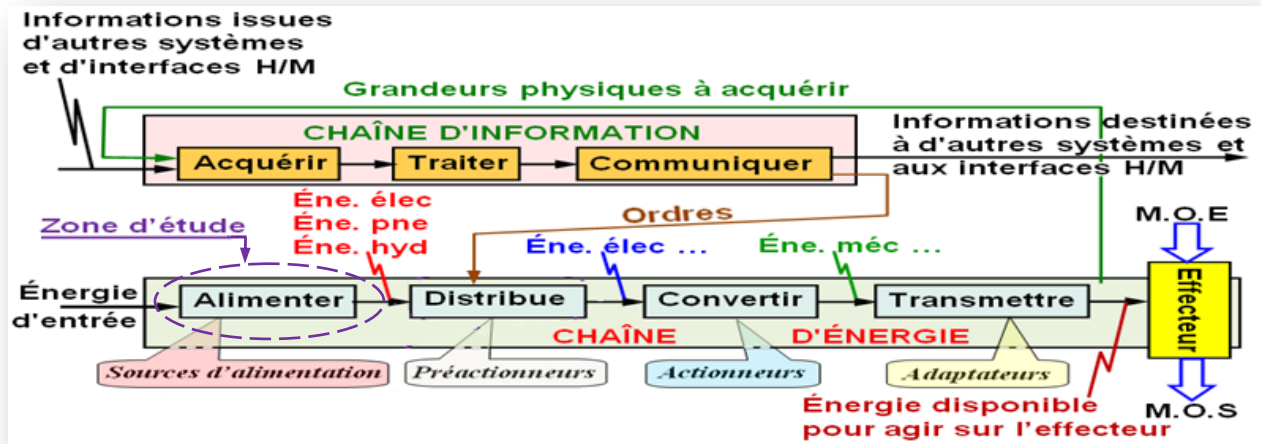 Informations issues
d'autres systèmes
et d'interfaces H/M
Grandeurs physiques à acquérir
CHAÎNE D'INFORMATION
Acquérir
Traiter
Communiquer
Informations destinées
à d'autres systèmes et
aux interfaces H/M
Zone d'étude
Éne. élec
Éne. pne
Éne. hyd
Ordres
Éne. élec ...
Éne. méc ...
M.O.E
Énergie
d'entrée
Alimenter
Distribue
Convertir
Transmettre
Effecteur
CHAÎNE D'ÉNERGIE
Sources d'alimentation
Préactionneurs
Actionneurs
Adaptateurs
Énergie disponible
pour agir sur l'effecteur
M.O.S